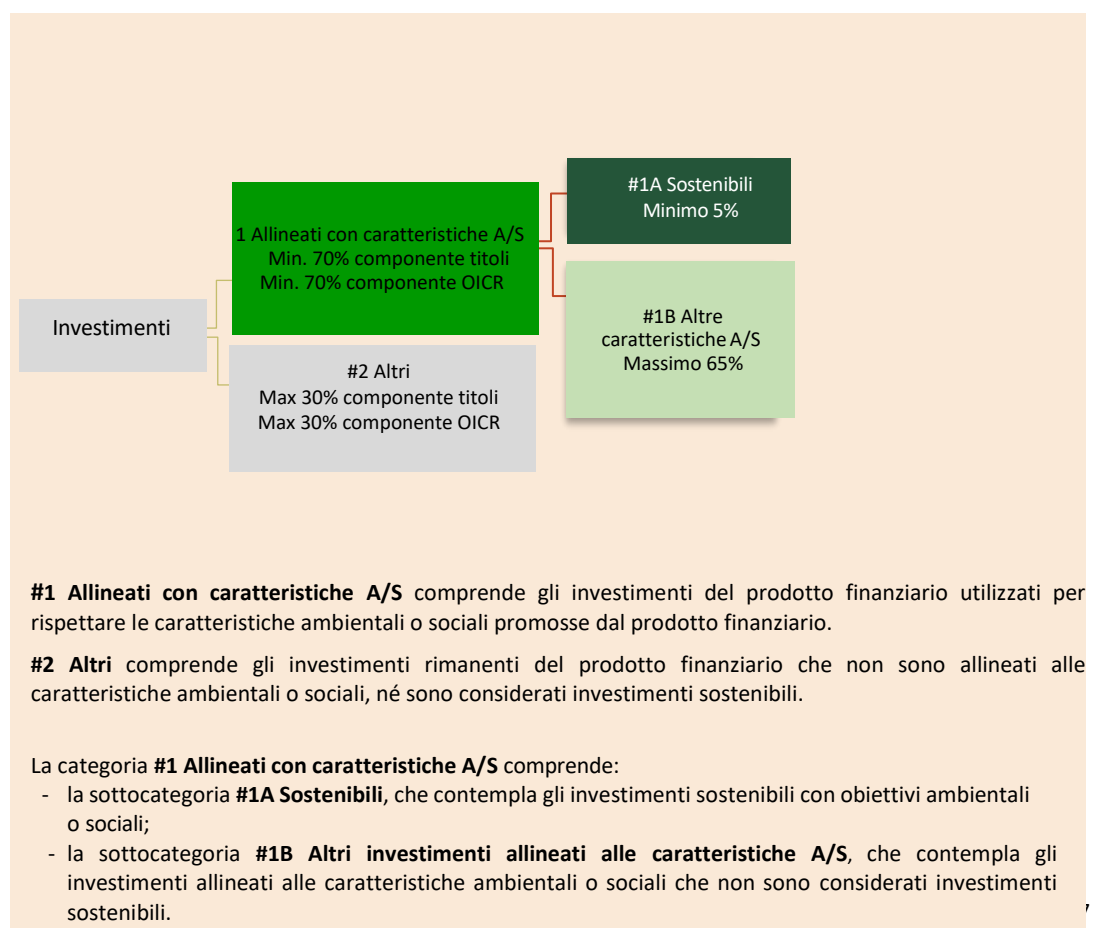 #1A Sostenibili
Minimo 5%
1 Allineati con caratteristiche A/S
Min. 70% componente titoli
Min. 70% componente OICR
Investimenti
#1B Altre
caratteristiche A/S
Massimo 65%
#2 Altri
Max 30% componente titoli
Max 30% componente OICR
#1 Allineati con caratteristiche A/S comprende gli investimenti del prodotto finanziario utilizzati per
rispettare le caratteristiche ambientali o sociali promosse dal prodotto finanziario.
#2 Altri comprende gli investimenti rimanenti del prodotto finanziario che non sono allineati alle
caratteristiche ambientali o sociali, né sono considerati investimenti sostenibili.
La categoria #1 Allineati con caratteristiche A/S comprende:
- la sottocategoria #1A Sostenibili, che contempla gli investimenti sostenibili con obiettivi ambientali
o sociali;
- la sottocategoria #1B Altri investimenti allineati alle caratteristiche A/S, che contempla gli
investimenti allineati alle caratteristiche ambientali o sociali che non sono considerati investimenti
sostenibili.